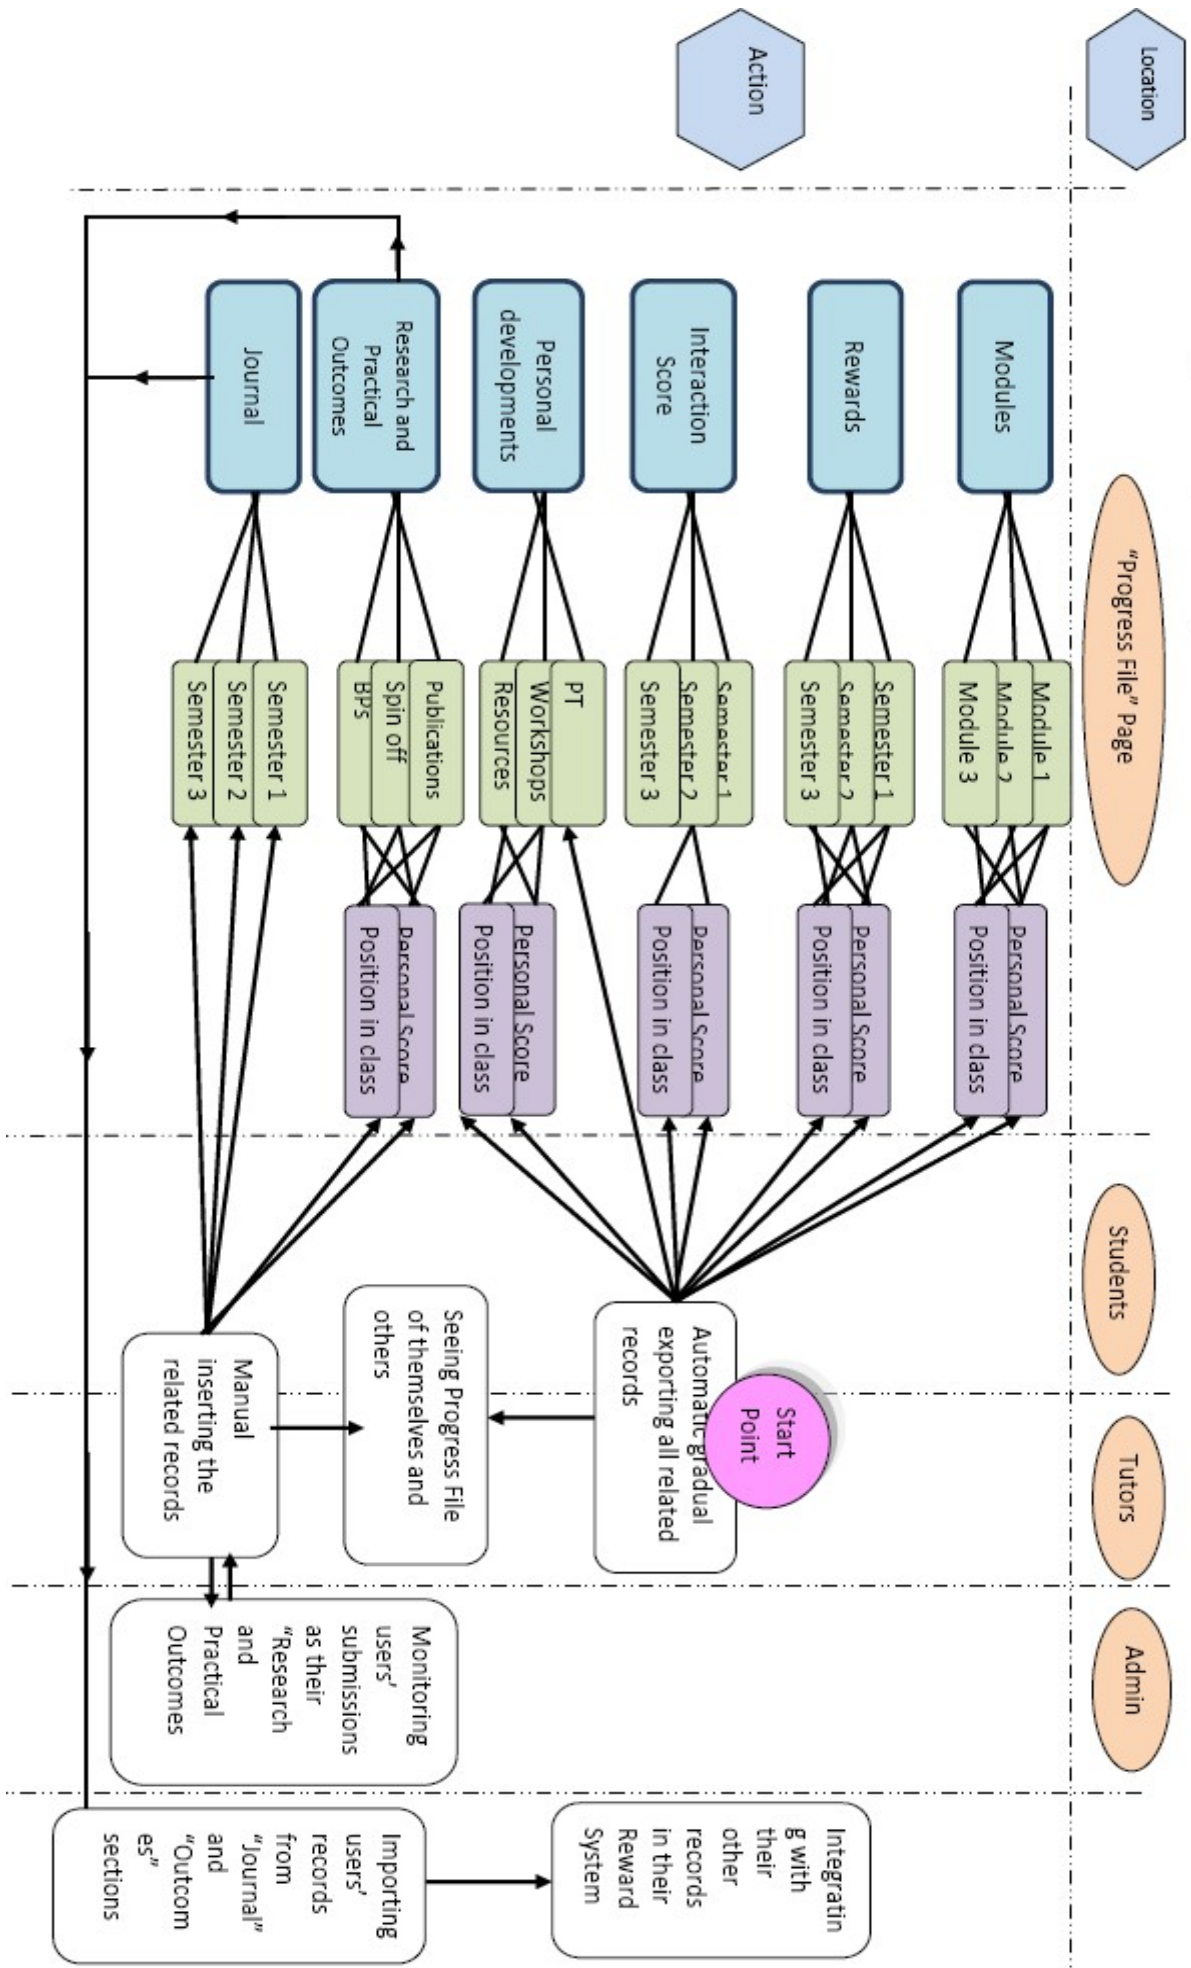 Location
"Progress File" Page
Students
Tutors
Admin
Action
Modules
Module 1
Module 2
Module 3
Personal Score
Position in class
Rewards
Semester 1
Semester 2
Semester 3
Personal Score
Position in class
Interaction
Score
Semester 1
Semester 2
Semester 3
Personal Score
Position in class
Personal
developments
PT
Workshops
Resources
Personal Score
Position in class
Research and
Practical
Outcomes
Publications
Spin off
BPs
Personal Score
Position in class
Journal
Semester 1
Semester 2
Semester 3
Start
Point
Automatic gradual
exporting all related
records
Seeing Progress File
of themselves and
others
Manual
inserting the
related records
Monitoring
users'
submissions
as their
"Research
and
Practical
Outcomes
Integratin
g with
their
other
records
in their
Reward
System
Importing
users'
records
from
"Journal"
and
"Outcom
es"
sections